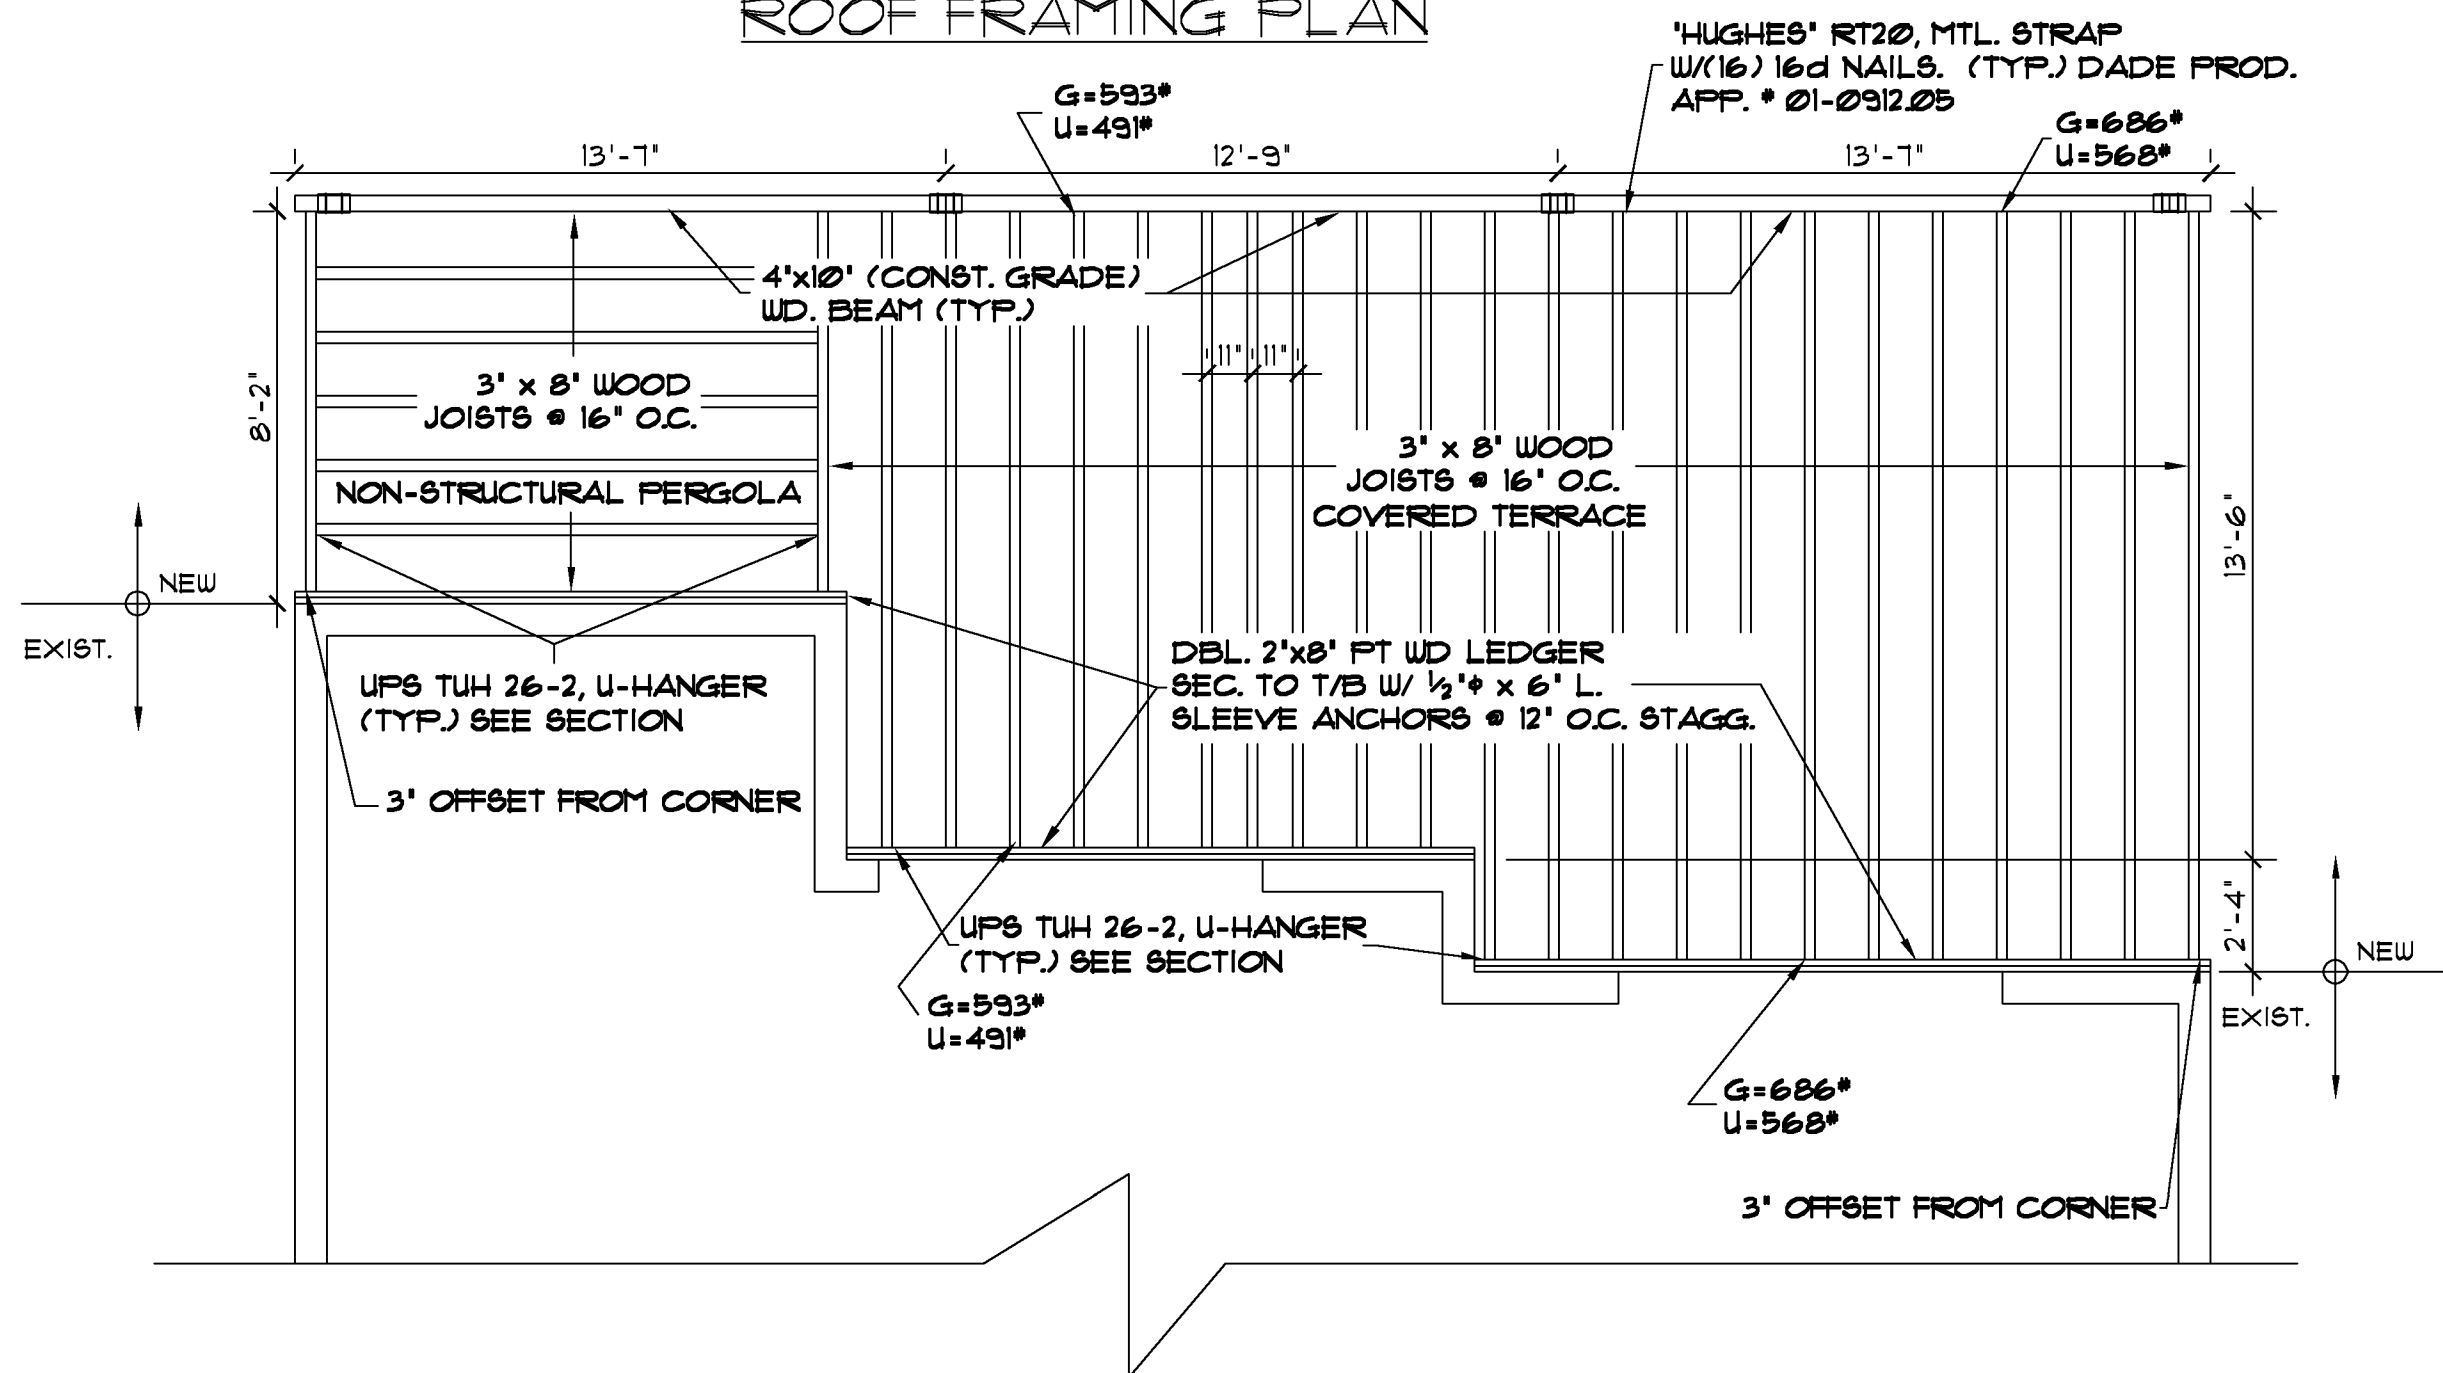 ROOF FRAMING PLAN
"HUGHES" RT20, MTL. STRAP
W/(16) 16d NAILS. (TYP.) DADE PROD.
APP. # 01-0912.05
G=593#
U=491#
G=686#
U=568#
13'-7"
12'-9"
13'-7"
4"x10" (CONST. GRADE)
WD. BEAM (TYP.)
11"
11"
8'-2"
3" x 8" WOOD
JOISTS @ 16" O.C.
NON-STRUCTURAL PERGOLA
3" x 8" WOOD
JOISTS @ 16" O.C.
COVERED TERRACE
13'-6"
NEW
EXIST.
UPS TUH 26-2, U-HANGER
(TYP.) SEE SECTION
DBL. 2"x8" PT WD LEDGER
SEC. TO T/B W/ ½"φ x 6" L.
SLEEVE ANCHORS @ 12" O.C. STAGG.
3" OFFSET FROM CORNER
UPS TUH 26-2, U-HANGER
(TYP.) SEE SECTION
2'-4"
NEW
EXIST.
G=593#
U=491#
G=686#
U=568#
3" OFFSET FROM CORNER